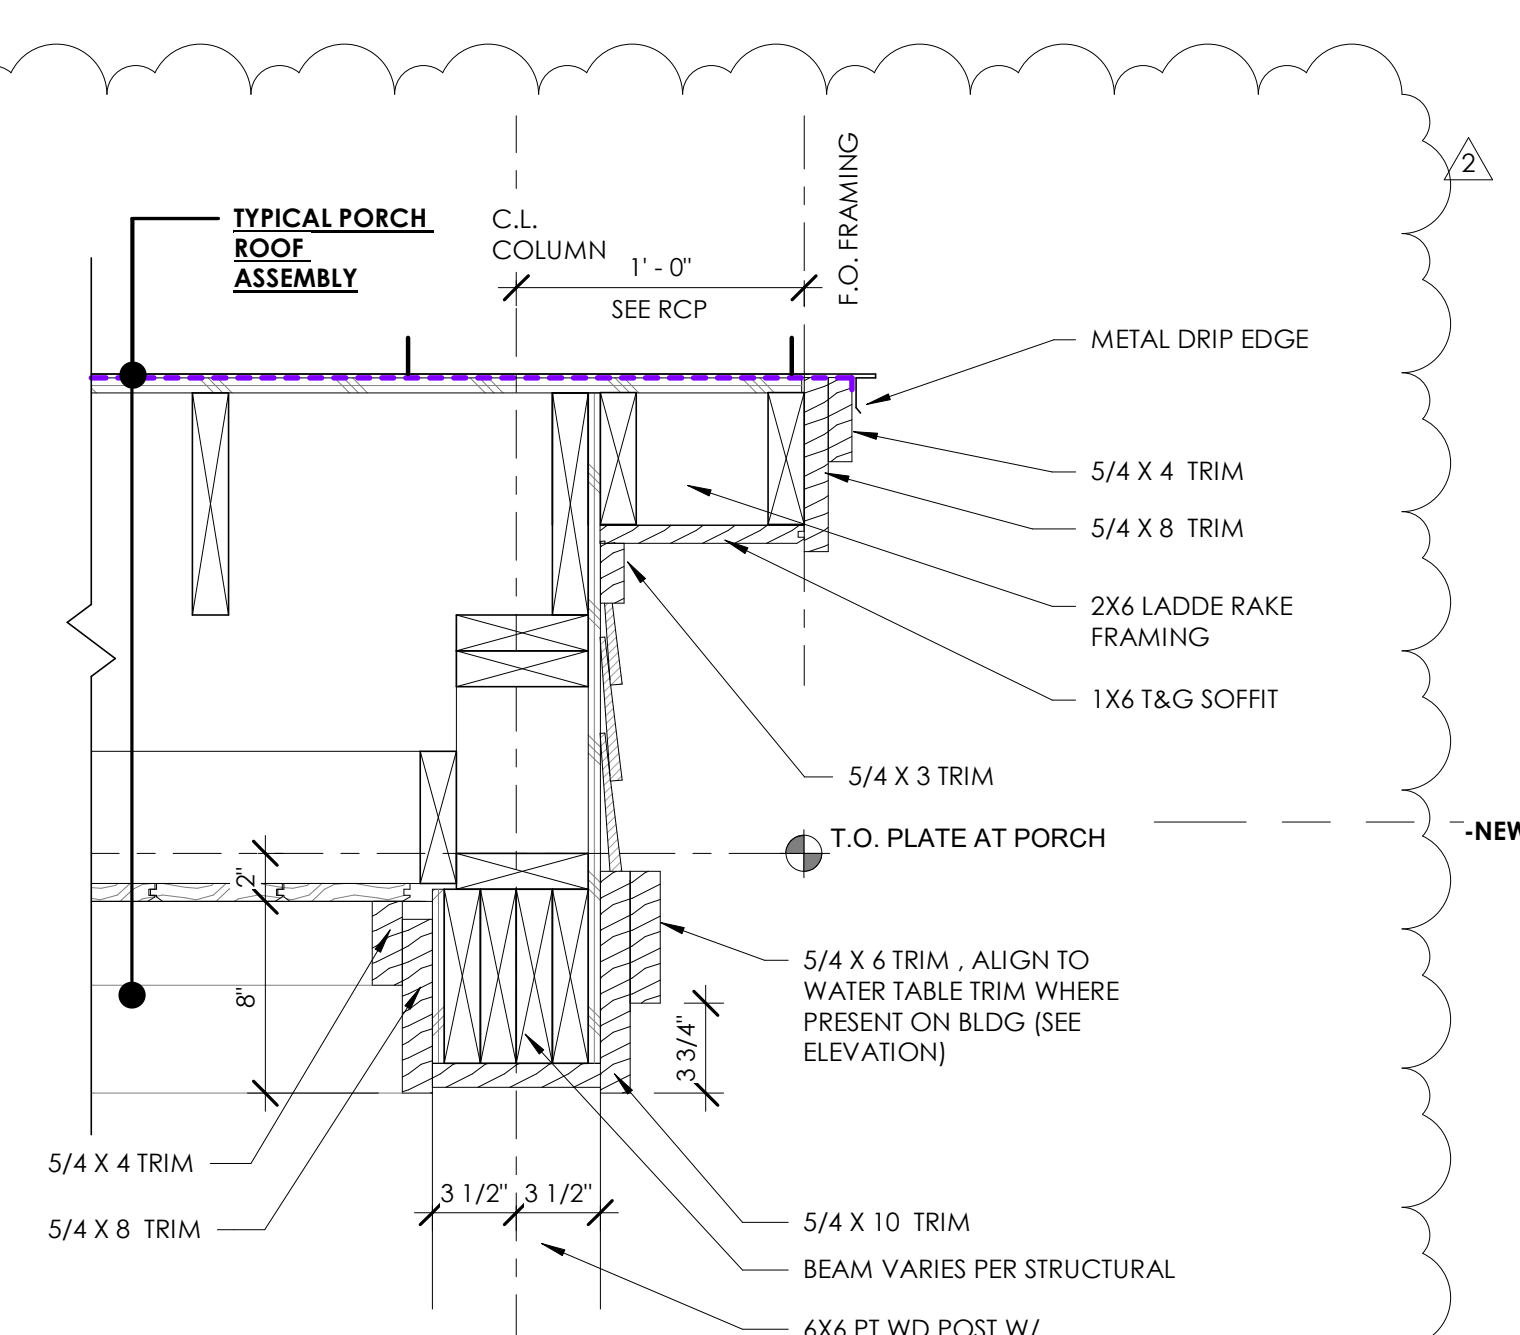 2
TYPICAL PORCH
ROOF
ASSEMBLY
C.L.
COLUMN
F.O. FRAMING
1' - 0"
SEE RCP
METAL DRIP EDGE
5/4 X 4 TRIM
5/4 X 8 TRIM
2X6 LADDE RAKE
FRAMING
1X6 T&G SOFFIT
5/4 X 3 TRIM
T.O. PLATE AT PORCH
-NEW
2"
8"
5/4 X 6 TRIM , ALIGN TO
WATER TABLE TRIM WHERE
PRESENT ON BLDG (SEE
ELEVATION)
3 3/4"
5/4 X 4 TRIM
5/4 X 8 TRIM
3 1/2" 3 1/2"
5/4 X 10 TRIM
BEAM VARIES PER STRUCTURAL
6X6 PT WD POST W/